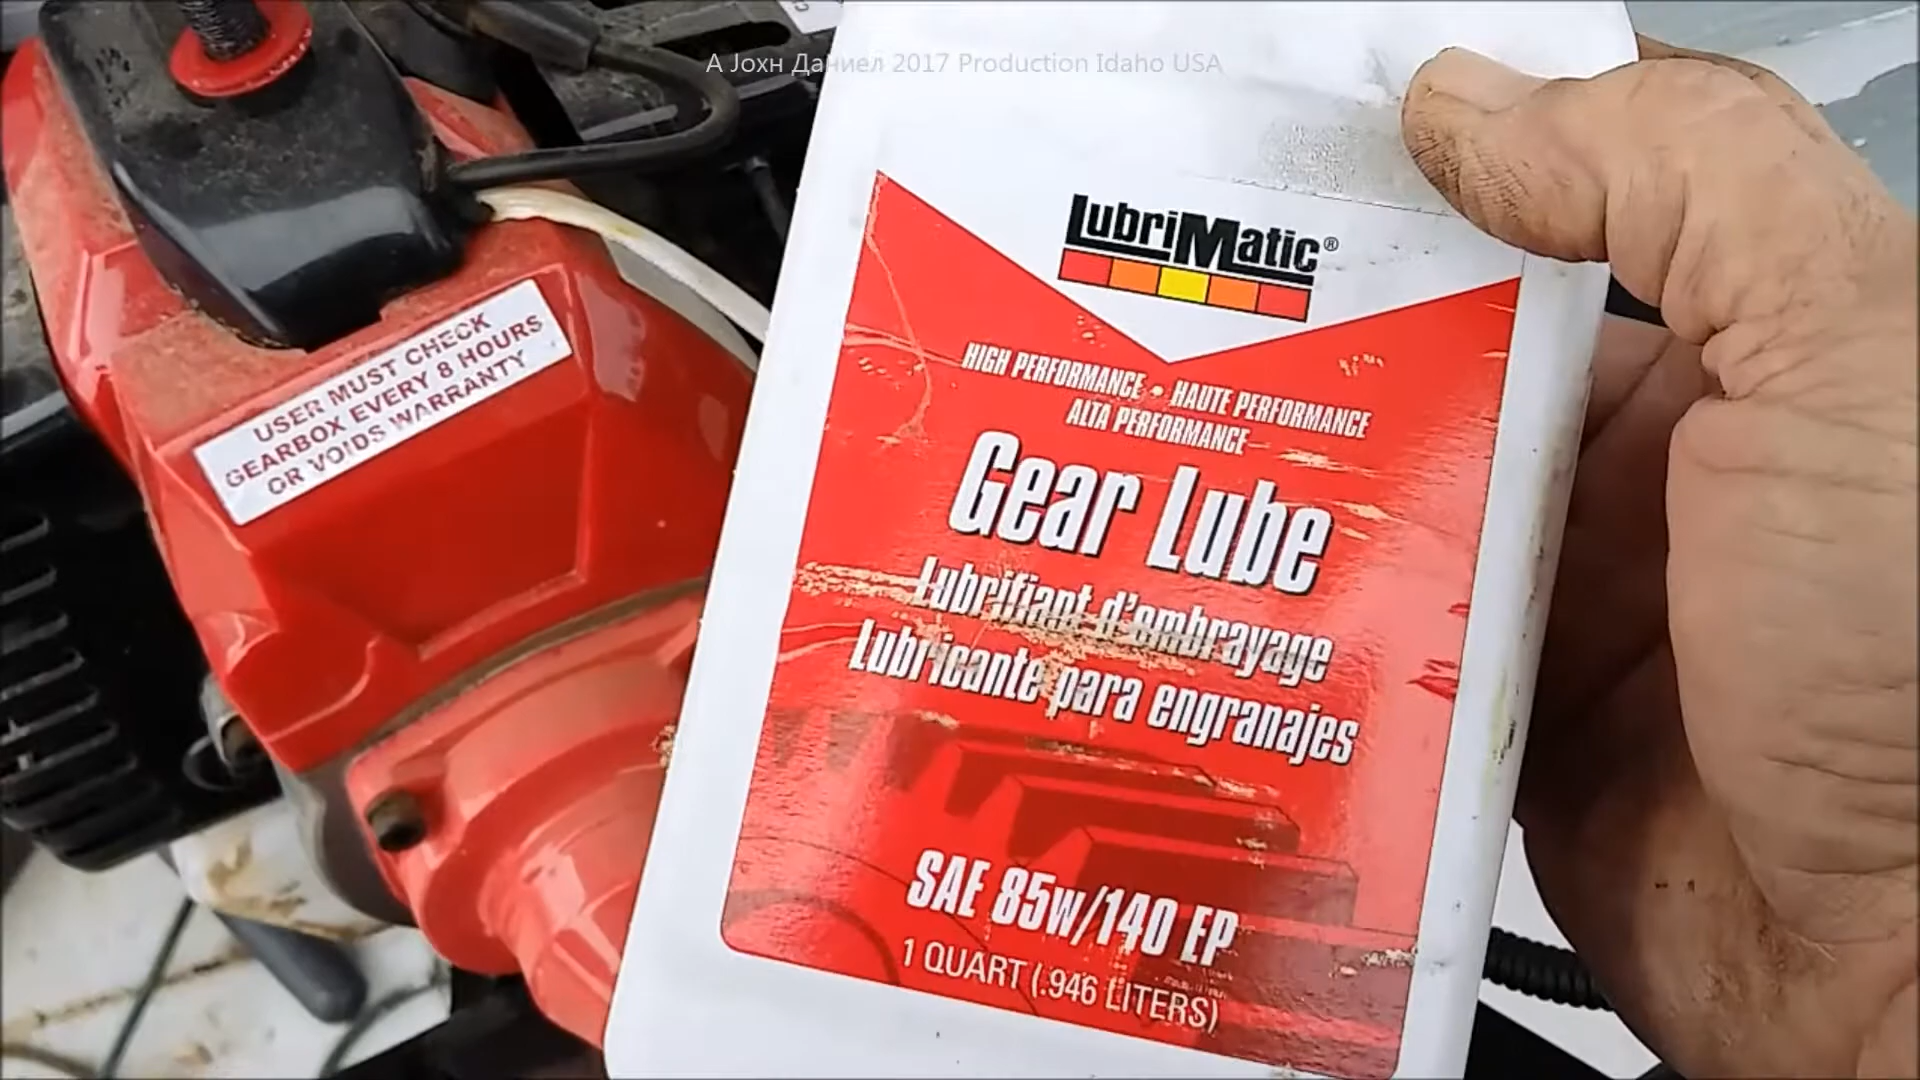 A Јохн Даниел 2017 Production Idaho USA
LubriMatic®
HIGH PERFORMANCE • HAUTE PERFORMANCE
ALTA PERFORMANCE
Gear Lube
Lubrifiant d'embrayage
Lubricante para engranajes
SAE 85w/140 EP
1 QUART (.946 LITERS)
USER MUST CHECK
GEARBOX EVERY 8 HOURS
OR VOIDS WARRANTY